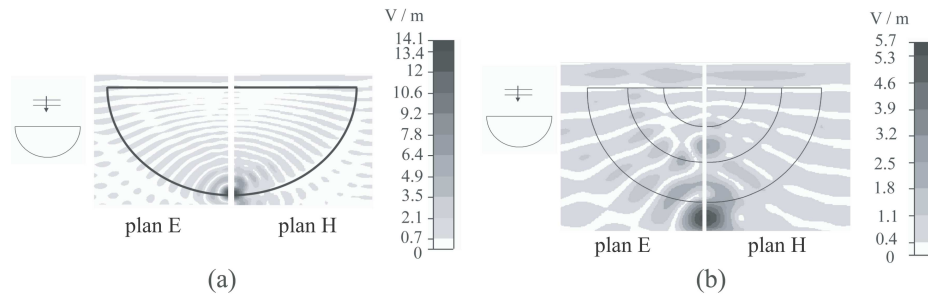 V / m
14.1
13.4
12
10.6
9.2
7.8
6.4
4.9
3.5
2.1
0.7
0
plan E
plan H
(a)
V / m
5.7
5.3
4.6
3.9
3.2
2.5
1.8
1.1
0.4
0
plan E
plan H
(b)